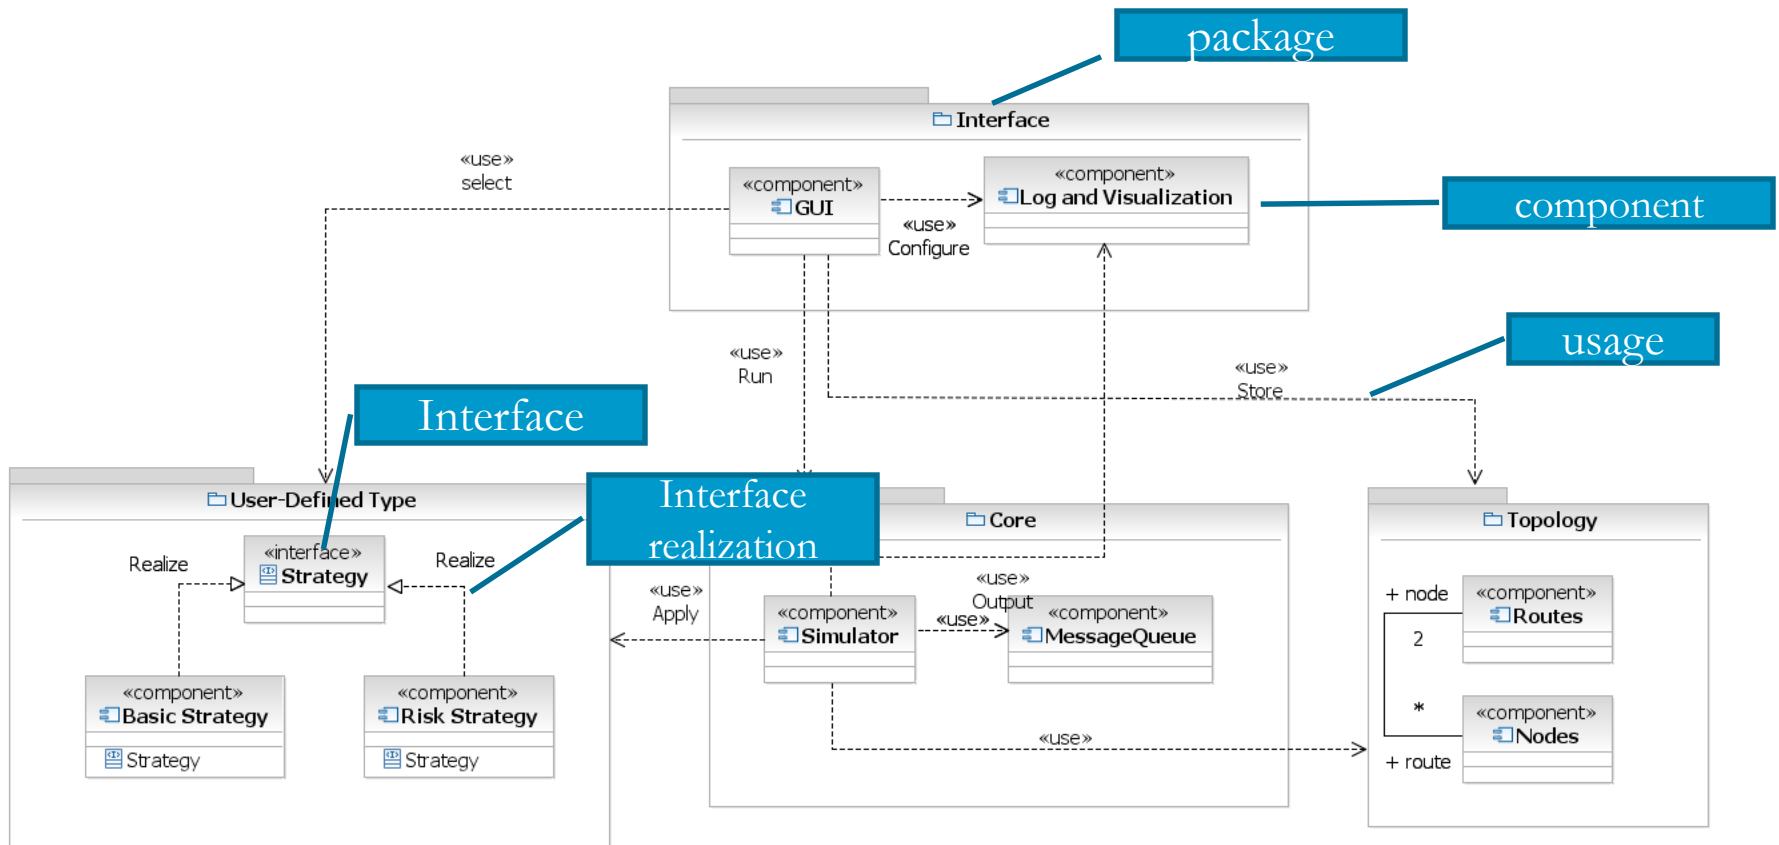 package
Interface
«use»
select
«component»
GUI
«component»
Log and Visualization
component
«use»
Configure
usage
«use»
Run
«use»
Store
Interface
Interface
realization
User-Defined Type
Core
Topology
Realize
«interface»
Strategy
Realize
«use»
Apply
«component»
Simulator
«use»
Output
«use»
«component»
MessageQueue
+ node
2
«component»
Routes
«component»
Basic Strategy
Strategy
«component»
Risk Strategy
Strategy
«use»
*
+ route
«component»
Nodes